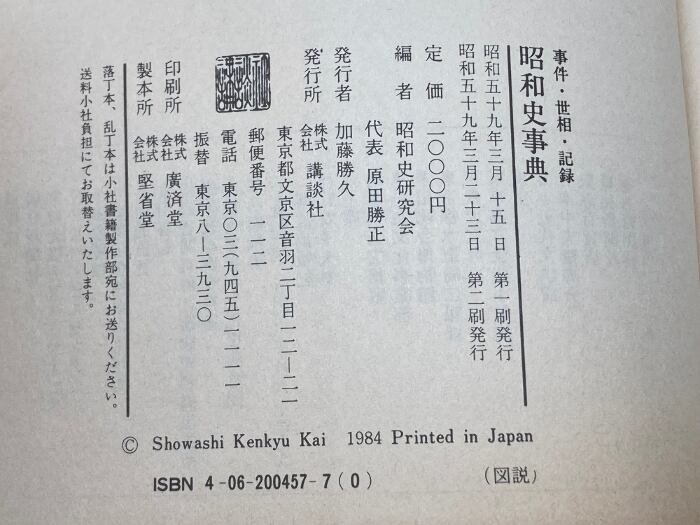 事件・世相・記録
昭和史事典
昭和五十九年三月 十五 日 第一刷発行
昭和五十九年三月二十三日 第二刷発行
定 価 二〇〇〇円
編 者 昭和史研究会
代表 原田勝正
発行者 加藤勝久
発行所 株式会社 講談社
東京都文京区音羽二丁目一二—二一
郵便番号 一一二
電話 東京〇三(九四五)一一一一
振替 東京八—三九三〇
印刷所 株式会社 廣済堂
製本所 株式会社 堅省堂
落丁本、乱丁本は小社書籍製作部宛にお送りください。
送料小社負担にてお取替えいたします。
© Showashi Kenkyu Kai 1984 Printed in Japan
ISBN 4-06-200457-7 (0)
(図説)